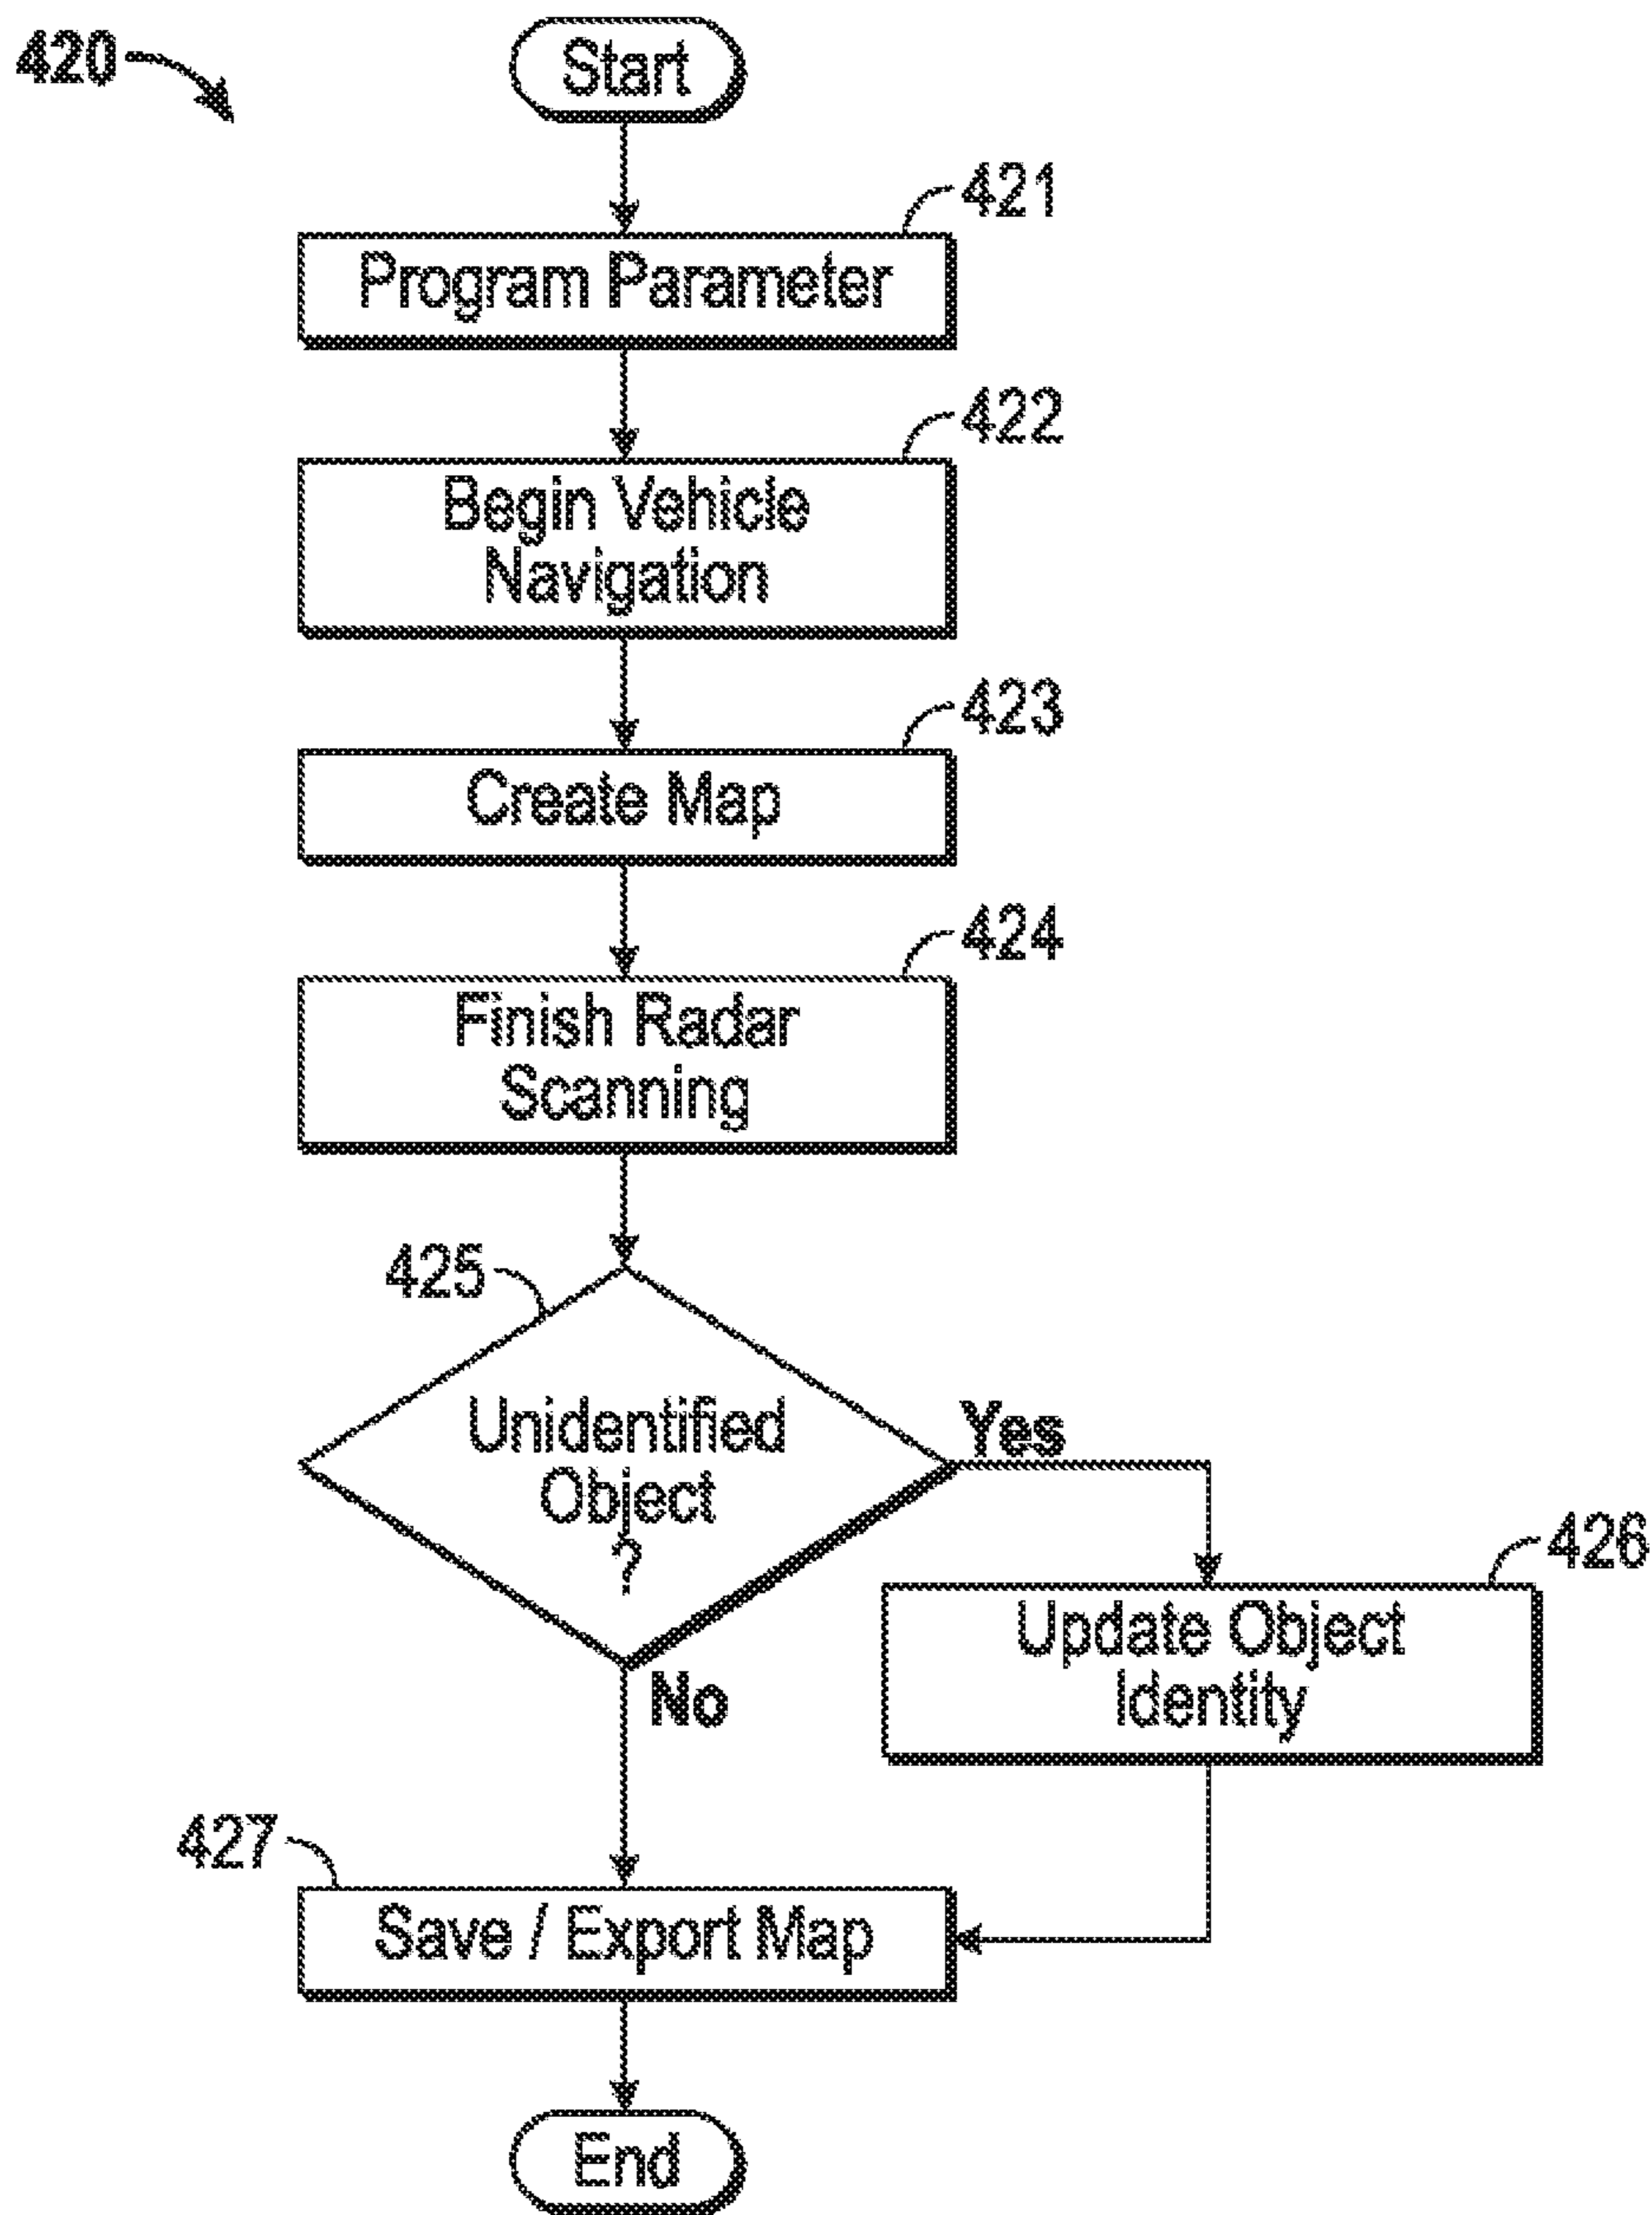 420
Start
421
Program Parameter
422
Begin Vehicle
Navigation
423
Create Map
424
Finish Radar
Scanning
425
Unidentified
Object
?
Yes
No
426
Update Object
Identity
427
Save / Export Map
End